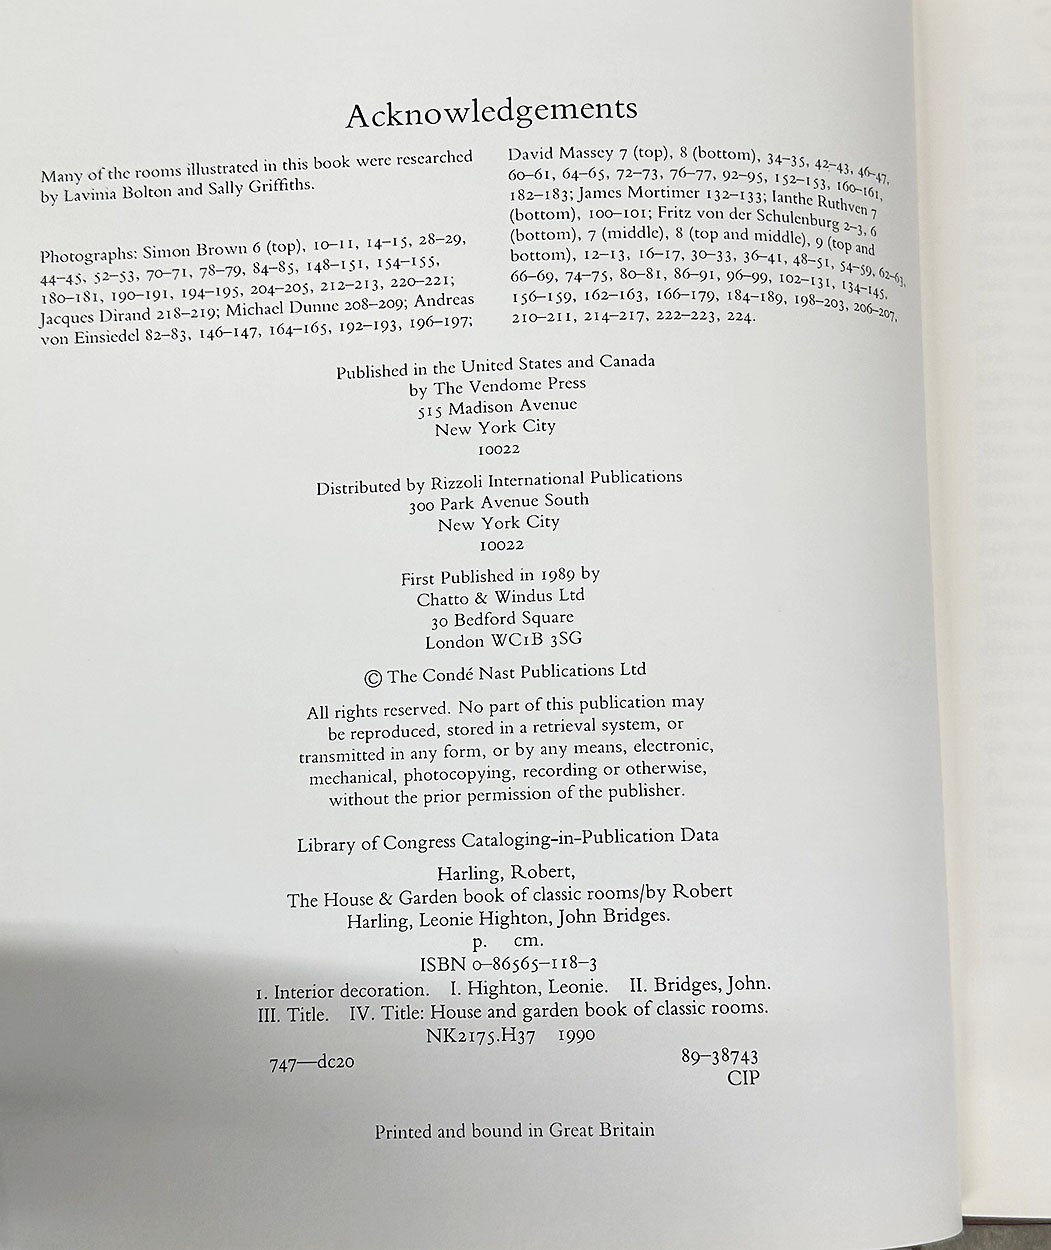 Acknowledgements
Many of the rooms illustrated in this book were researched
by Lavinia Bolton and Sally Griffiths.
Photographs: Simon Brown 6 (top), 10–11, 14–15, 28–29,
44–45, 52–53, 70–71, 78–79, 84–85, 148–151, 154–155,
180–181, 190–191, 194–195, 204–205, 212–213, 220–221;
Jacques Dirand 218–219; Michael Dunne 208–209; Andreas
von Einsiedel 82–83, 146–147, 164–165, 192–193, 196–197;
David Massey 7 (top), 8 (bottom), 34–35, 42–43, 46–47,
60–61, 64–65, 72–73, 76–77, 92–95, 152–153, 160–161,
182–183; James Mortimer 132–133; Ianthe Ruthven 7
(bottom), 100–101; Fritz von der Schulenburg 2–3, 6
(bottom), 7 (middle), 8 (top and middle), 9 (top and
bottom), 12–13, 16–17, 30–33, 36–41, 48–51, 54–59, 62–63,
66–69, 74–75, 80–81, 86–91, 96–99, 102–131, 134–145,
156–159, 162–163, 166–179, 184–189, 198–203, 206–207,
210–211, 214–217, 222–223, 224.
Published in the United States and Canada
by The Vendome Press
515 Madison Avenue
New York City
10022
Distributed by Rizzoli International Publications
300 Park Avenue South
New York City
10022
First Published in 1989 by
Chatto & Windus Ltd
30 Bedford Square
London WC1B 3SG
© The Condé Nast Publications Ltd
All rights reserved. No part of this publication may
be reproduced, stored in a retrieval system, or
transmitted in any form, or by any means, electronic,
mechanical, photocopying, recording or otherwise,
without the prior permission of the publisher.
Library of Congress Cataloging-in-Publication Data
Harling, Robert,
The House & Garden book of classic rooms/by Robert
Harling, Leonie Highton, John Bridges.
p. cm.
ISBN 0–86565–118–3
1. Interior decoration. I. Highton, Leonie. II. Bridges, John.
III. Title. IV. Title: House and garden book of classic rooms.
NK2175.H37 1990
747—dc20 89–38743
CIP
Printed and bound in Great Britain